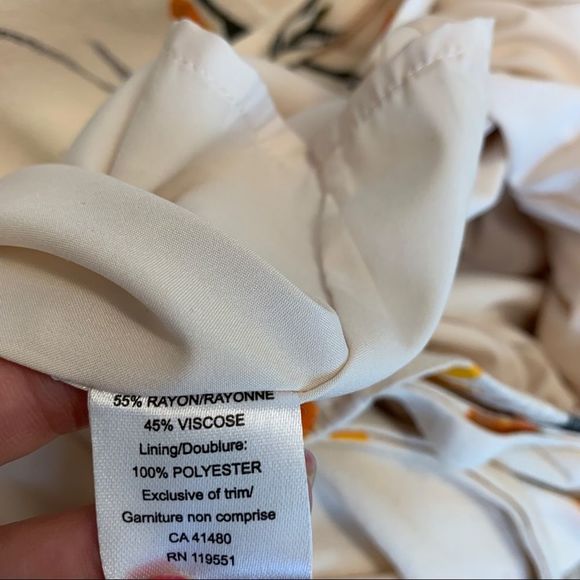 55% RAYON/RAYONNE
45% VISCOSE
Lining/Doublure:
100% POLYESTER
Exclusive of trim/
Garniture non comprise
CA 41480
RN 119551